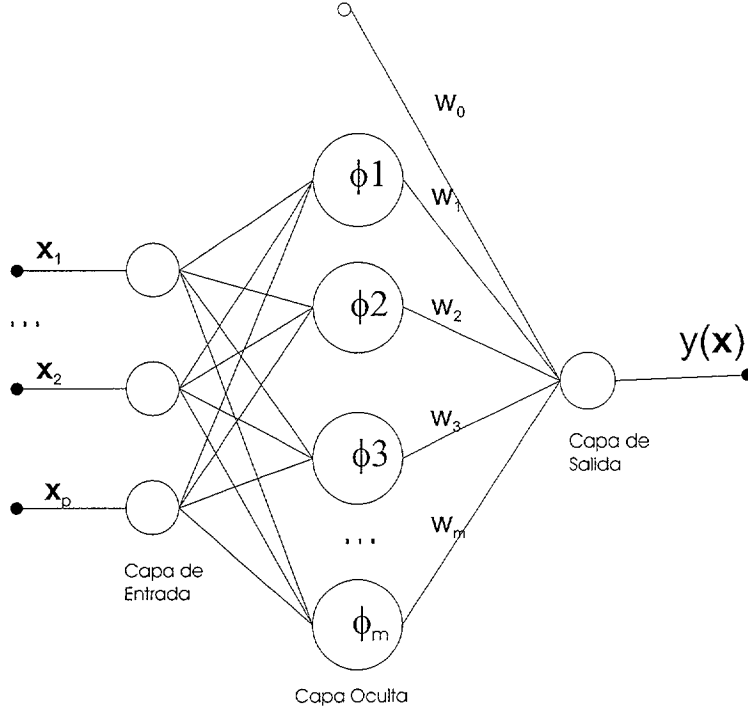 W₀
ϕ1
W₁
x₁
...
ϕ2
W₂
y(x)
x₂
W₃
ϕ3
Capa de
Salida
xₚ
...
Wₘ
Capa de
Entrada
ϕₘ
Capa Oculta